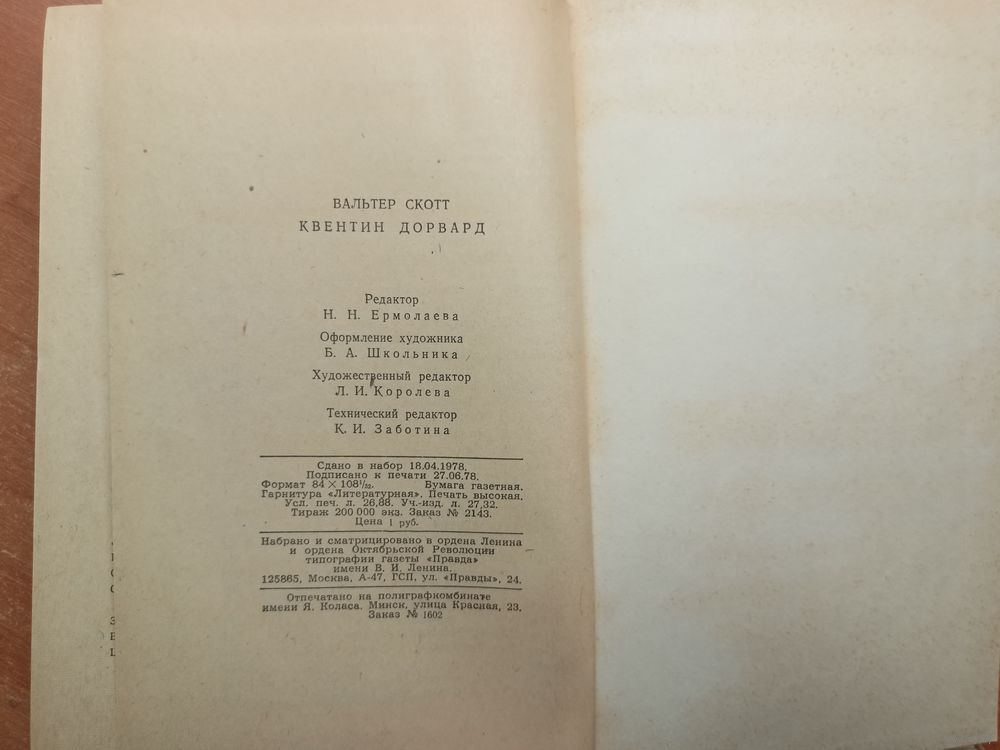 ВАЛЬТЕР СКОТТ
КВЕНТИН ДОРВАРД
Редактор
Н. Н. Ермолаева
Оформление художника
Б. А. Школьника
Художественный редактор
Л. И. Королева
Технический редактор
К. И. Заботина
Сдано в набор 18.04.1978.
Подписано к печати 27.06.78.
Формат 84 × 108¹/₃₂. Бумага газетная.
Гарнитура «Литературная». Печать высокая.
Усл. печ. л. 26,88. Уч.-изд. л. 27,32.
Тираж 200 000 экз. Заказ № 2143.
Цена 1 руб.
Набрано и сматрицировано в ордена Ленина
и ордена Октябрьской Революции
типографии газеты «Правда»
имени В. И. Ленина.
125865, Москва, А-47, ГСП, ул. «Правды», 24.
Отпечатано на полиграфкомбинате
имени Я. Коласа. Минск, улица Красная, 23.
Заказ № 1602